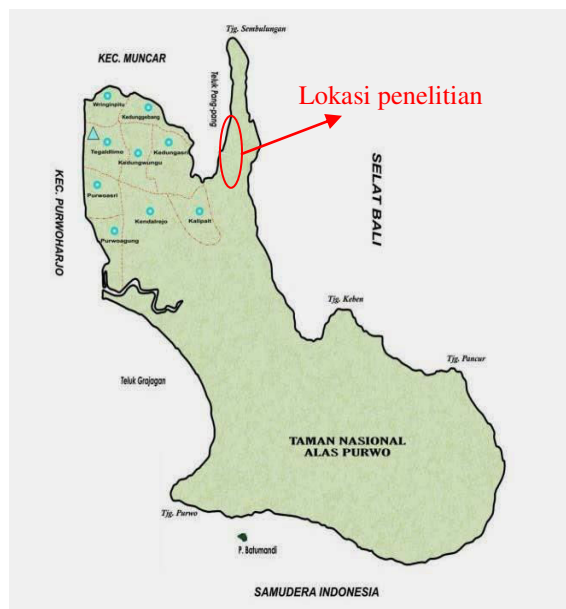 Tjg. Sembulungan
KEC. MUNCAR
Teluk Pang-pang
Lokasi penelitian
Wringinpitu
Kedunggebang
Tegaldlimo
Kedungwungu
Kedungasri
SELAT BALI
KEC. PURWOHARJO
Purwoasri
Kendalrejo
Kalipait
Purwoagung
Tjg. Keben
Tjg. Pancur
Teluk Grajagan
TAMAN NASIONAL
ALAS PURWO
Tjg. Purwo
P. Batumandi
SAMUDERA INDONESIA